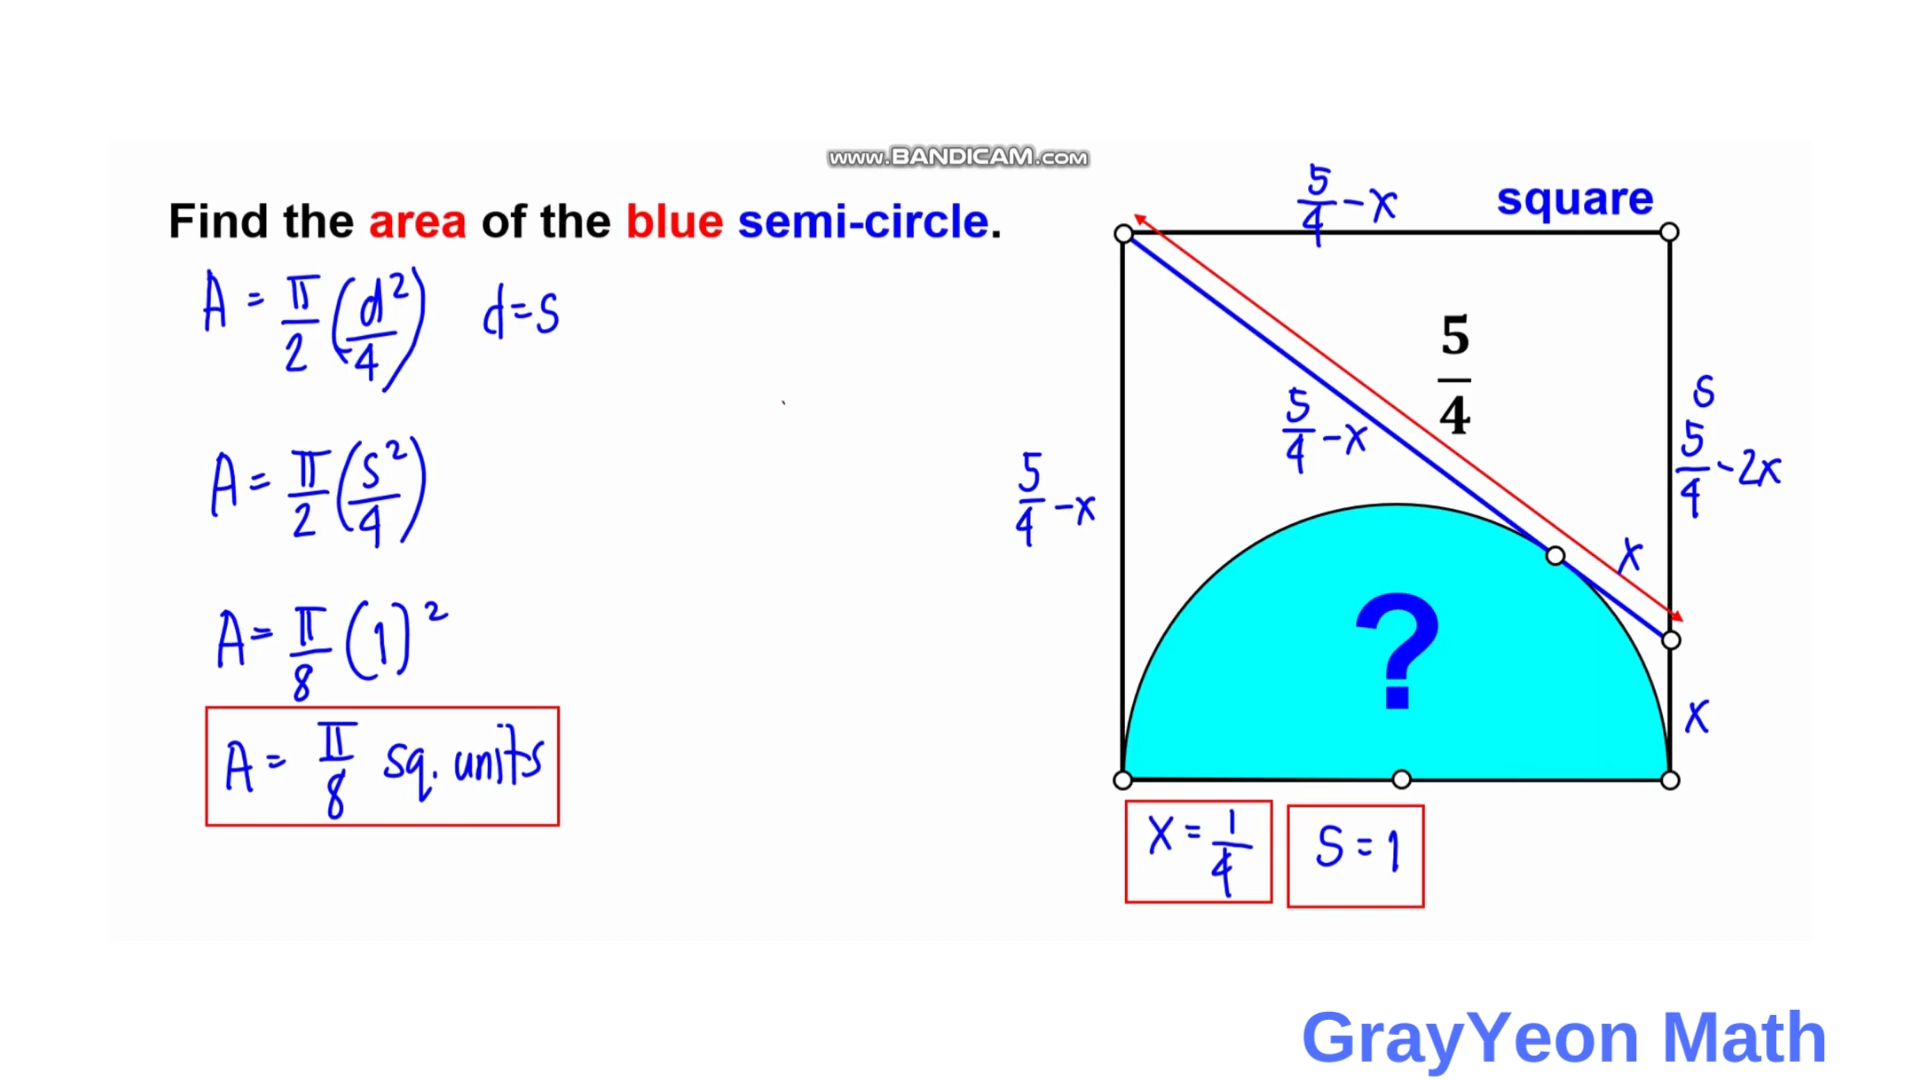 www.BANDICAM.com
Find the area of the blue semi-circle.
A = π/2 (d²/4) d=s
A = π/2 (s²/4)
A = π/8 (1)²
A = π/8 sq. units
5/4 - x
square
5/4
5/4 - x
5/4 - x
s
5/4 - 2x
x
?
x
x = 1/4
s = 1
GrayYeon Math